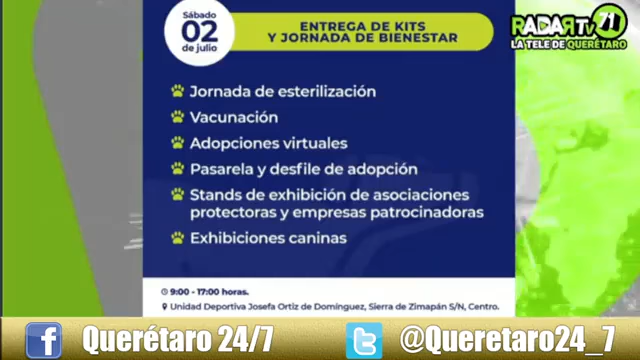 Sábado
02
de julio
ENTREGA DE KITS
Y JORNADA DE BIENESTAR
RADAR TV 71
LA TELE DE QUERÉTARO
Jornada de esterilización
Vacunación
Adopciones virtuales
Pasarela y desfile de adopción
Stands de exhibición de asociaciones
protectoras y empresas patrocinadoras
Exhibiciones caninas
9:00 - 17:00 horas.
Unidad Deportiva Josefa Ortiz de Domínguez, Sierra de Zimapán S/N, Centro.
Querétaro 24/7
@Queretaro24_7